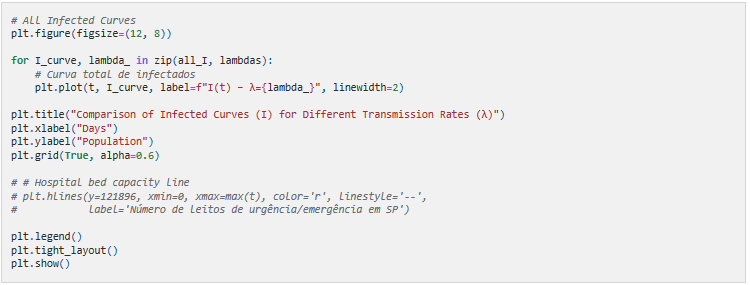 # All Infected Curves
plt.figure(figsize=(12, 8))

for I_curve, lambda_ in zip(all_I, lambdas):
    # Curva total de infectados
    plt.plot(t, I_curve, label=f"I(t) – λ={lambda_}", linewidth=2)

plt.title("Comparison of Infected Curves (I) for Different Transmission Rates (λ)")
plt.xlabel("Days")
plt.ylabel("Population")
plt.grid(True, alpha=0.6)

# # Hospital bed capacity line
# plt.hlines(y=121896, xmin=0, xmax=max(t), color='r', linestyle='--',
#            label='Número de leitos de urgência/emergência em SP')

plt.legend()
plt.tight_layout()
plt.show()